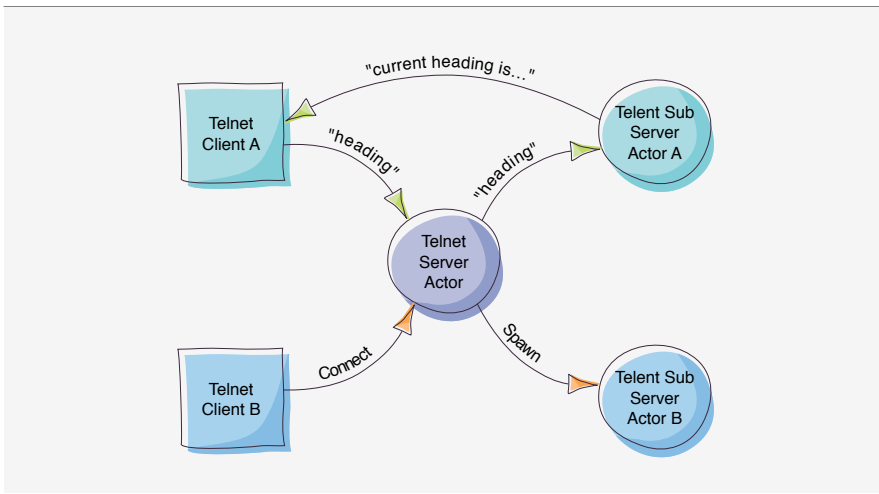 "current heading is…"
Telnet
Client A
"heading"
"heading"
Telent Sub
Server
Actor A
Telnet
Server
Actor
Telnet
Client B
Connect
Spawn
Telent Sub
Server
Actor B